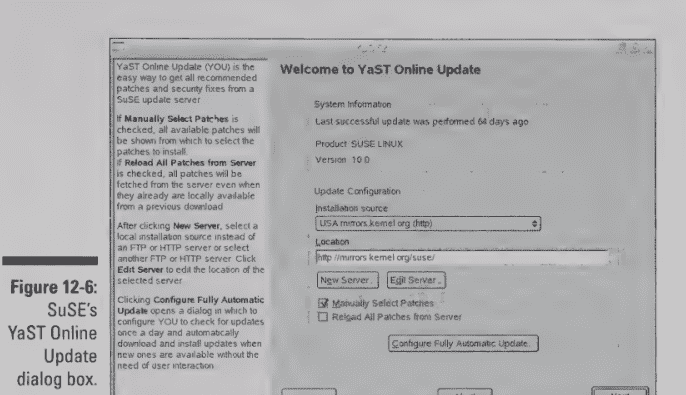 YaST Online Update (YOU) is the
easy way to get all recommended
patches and security fixes from a
SuSE update server
If Manually Select Patches is
checked, all available patches will
be shown from which to select the
patches to install.
If Reload All Patches from Server
is checked, all patches will be
fetched from the server even when
they already are locally available
from a previous download
After clicking New Server, select a
local installation source instead of
an FTP or HTTP server or select
another FTP or HTTP server. Click
Edit Server to edit the location of the
selected server.
Clicking Configure Fully Automatic
Update opens a dialog in which to
configure YOU to check for updates
once a day and automatically
download and install updates when
new ones are available without the
need of user interaction.
Welcome to YaST Online Update
System Information
Last successful update was performed 64 days ago
Product: SUSE LINUX
Version: 10.0
Update Configuration
Installation source
USA mirrors.kernel.org (http)
Location
http://mirrors.kernel.org/suse/
New Server... Edit Server...
Manually Select Patches
Reload All Patches from Server
Configure Fully Automatic Update...
Figure 12-6:
SuSE's
YaST Online
Update
dialog box.